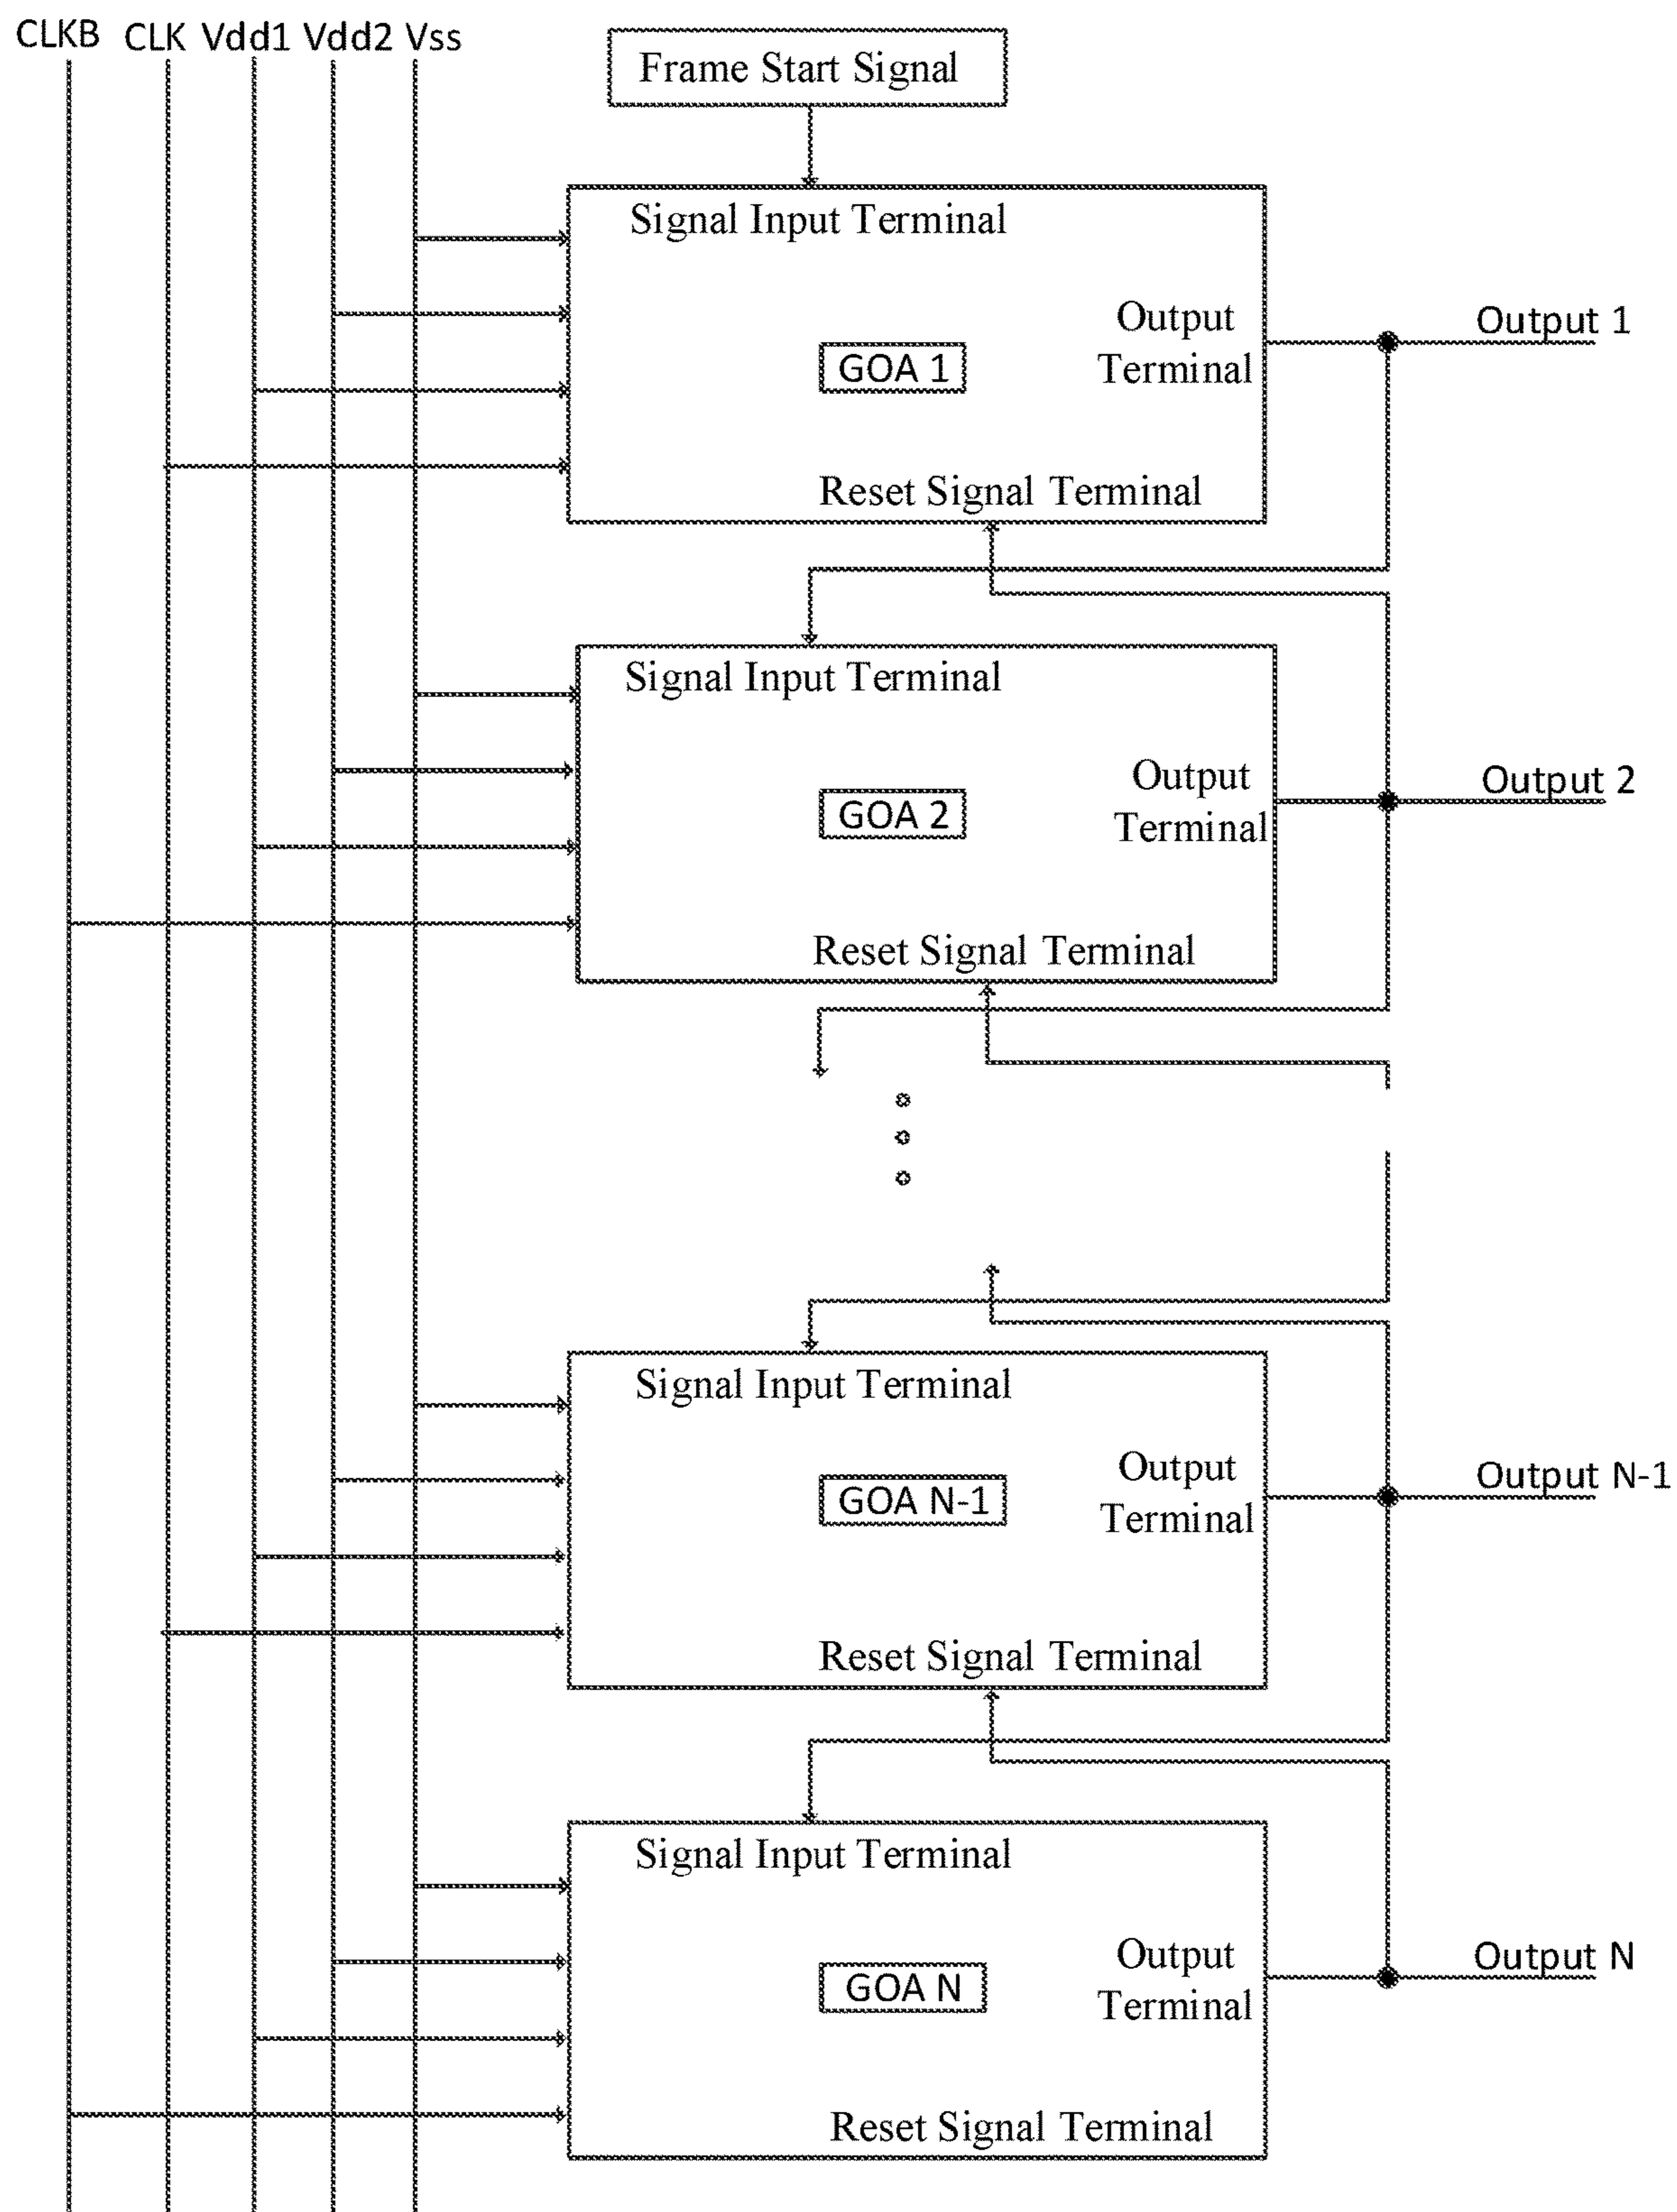 CLKB CLK Vdd1 Vdd2 Vss
Frame Start Signal
Signal Input Terminal
Output
Terminal
Output 1
GOA 1
Reset Signal Terminal
Signal Input Terminal
Output
Terminal
Output 2
GOA 2
Reset Signal Terminal
Signal Input Terminal
Output
Terminal
Output N-1
GOA N-1
Reset Signal Terminal
Signal Input Terminal
Output
Terminal
Output N
GOA N
Reset Signal Terminal